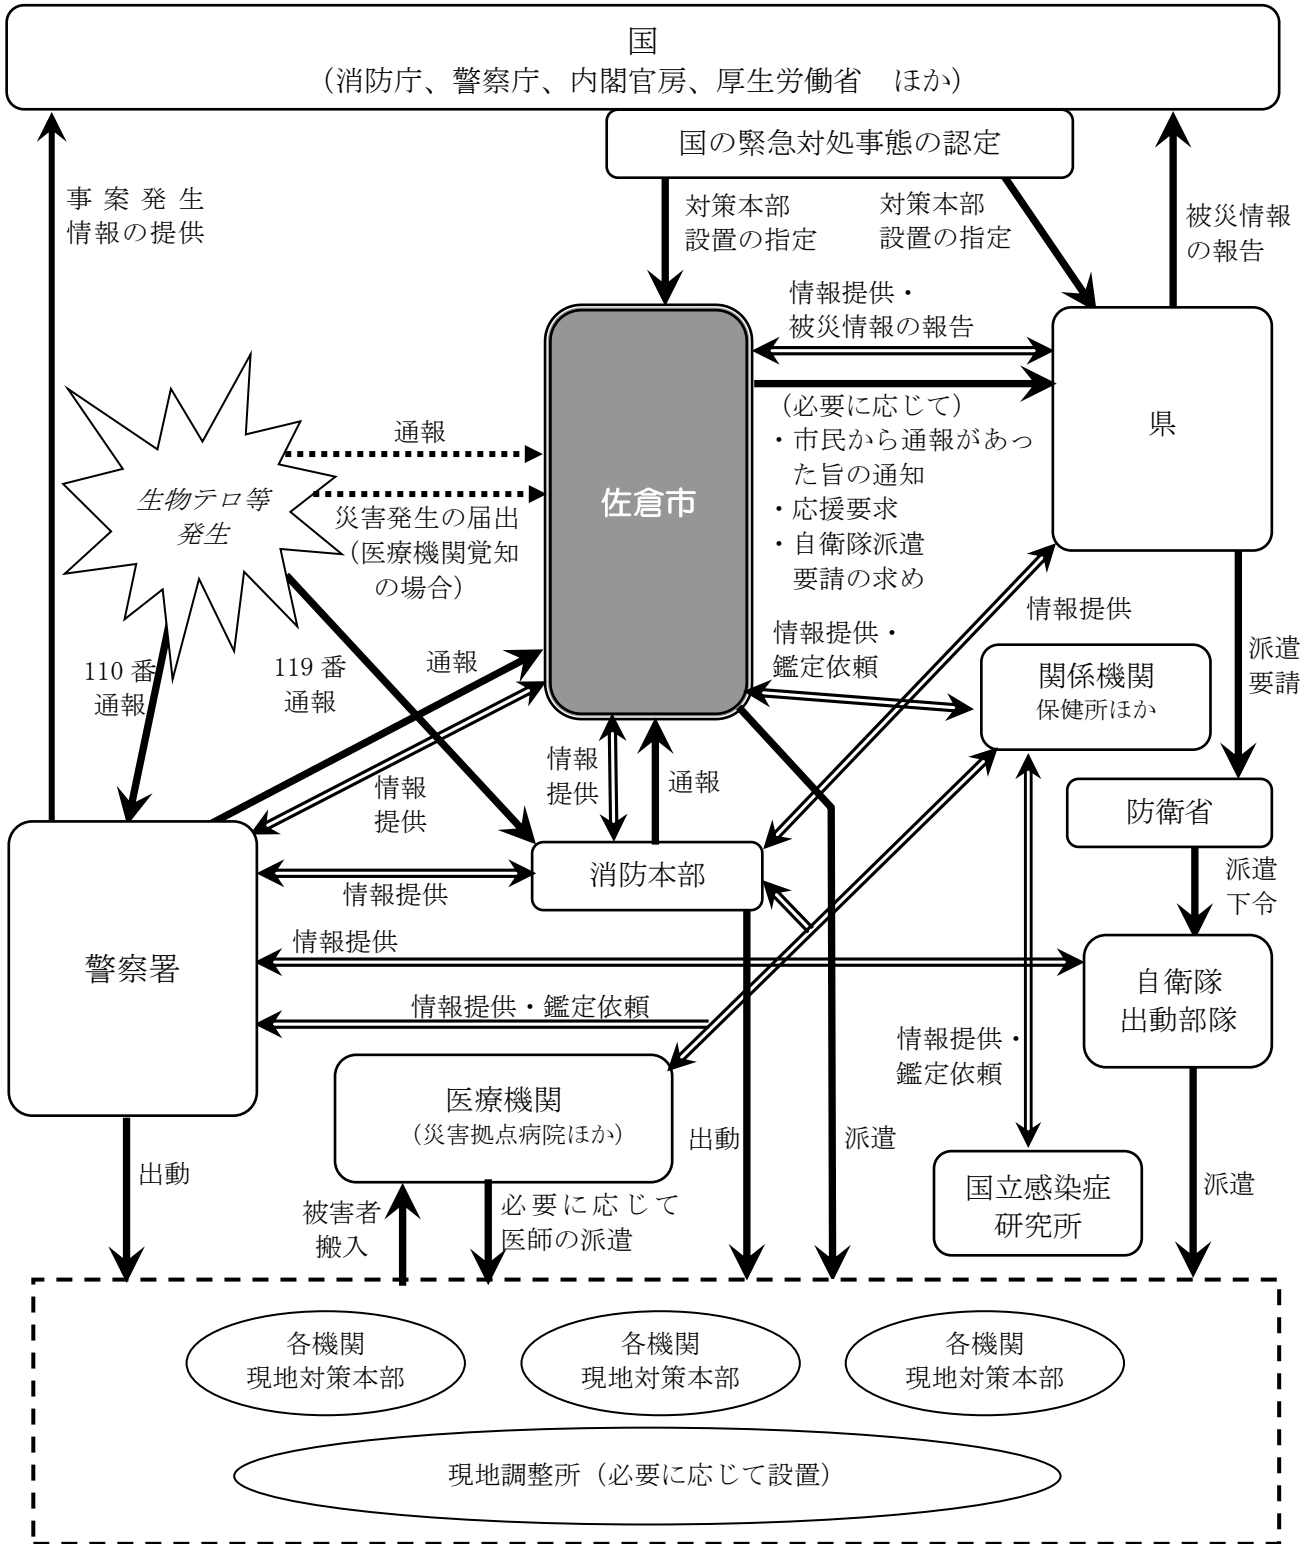 国
（消防庁、警察庁、内閣官房、厚生労働省　ほか）
国の緊急対処事態の認定
事案発生
情報の提供
対策本部
設置の指定
対策本部
設置の指定
被災情報
の報告
情報提供・
被災情報の報告
（必要に応じて）
・市民から通報があっ
た旨の通知
・応援要求
・自衛隊派遣
要請の求め
県
通報
生物テロ等
発生
災害発生の届出
（医療機関覚知
の場合）
佐倉市
情報提供
110 番
通報
119 番
通報
通報
情報提供・
鑑定依頼
関係機関
保健所ほか
派遣
要請
情報
提供
情報
提供
通報
防衛省
消防本部
派遣
下令
情報提供
警察署
情報提供
自衛隊
出動部隊
情報提供・鑑定依頼
情報提供・
鑑定依頼
医療機関
（災害拠点病院ほか）
出動
派遣
出動
被害者
搬入
必要に応じて
医師の派遣
国立感染症
研究所
派遣
各機関
現地対策本部
各機関
現地対策本部
各機関
現地対策本部
現地調整所（必要に応じて設置）